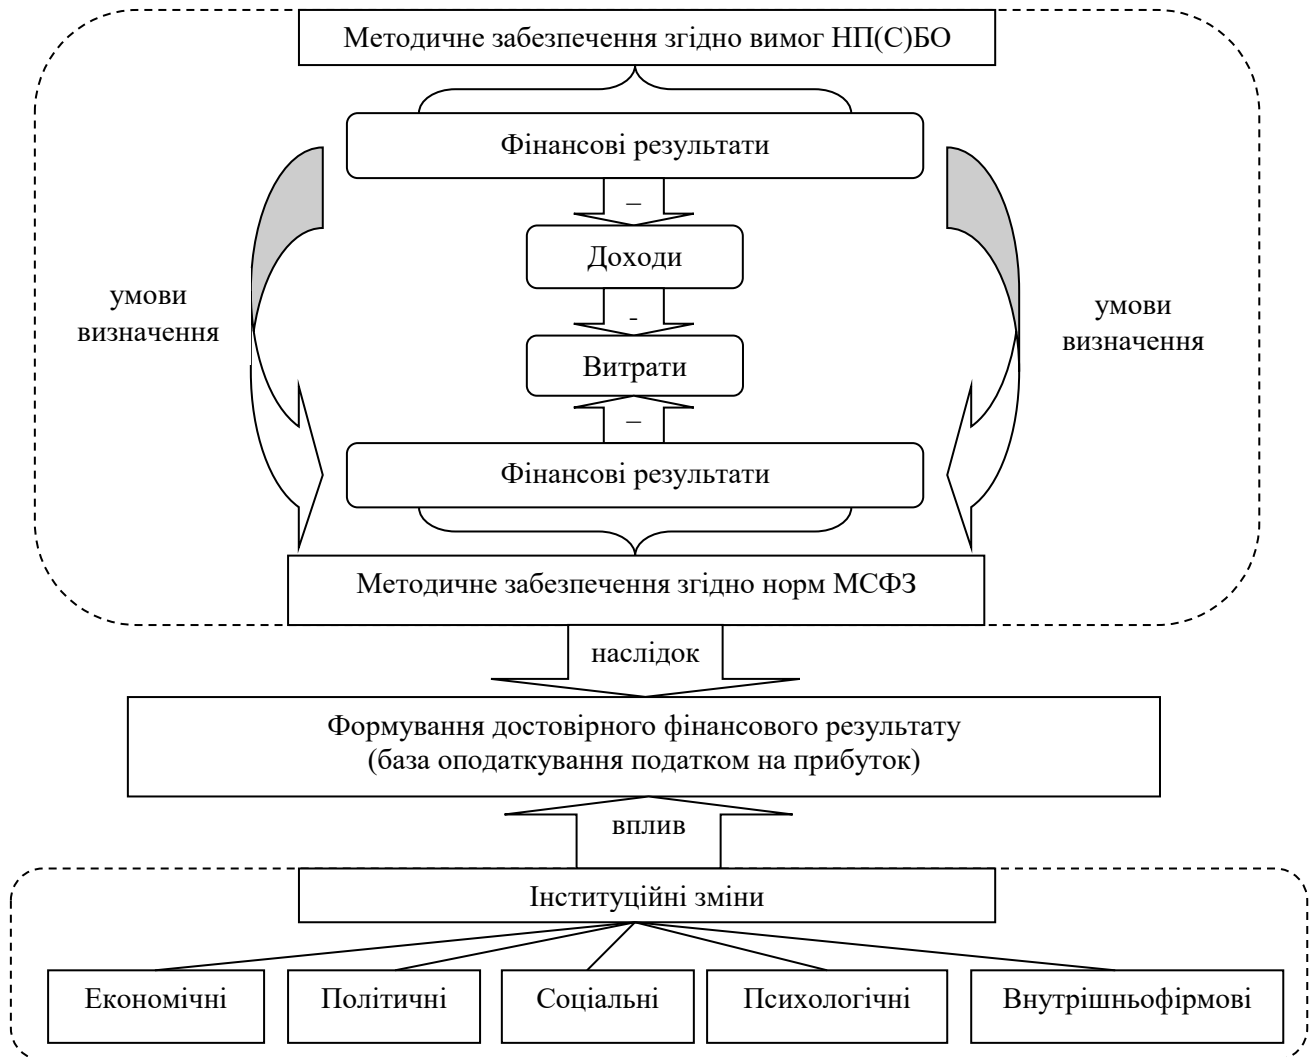 Методичне забезпечення згідно вимог НП(С)БО
Фінансові результати
–
Доходи
умови
визначення
умови
визначення
-
Витрати
–
Фінансові результати
Методичне забезпечення згідно норм МСФЗ
наслідок
Формування достовірного фінансового результату
(база оподаткування податком на прибуток)
вплив
Інституційні зміни
Економічні
Політичні
Соціальні
Психологічні
Внутрішньофірмові